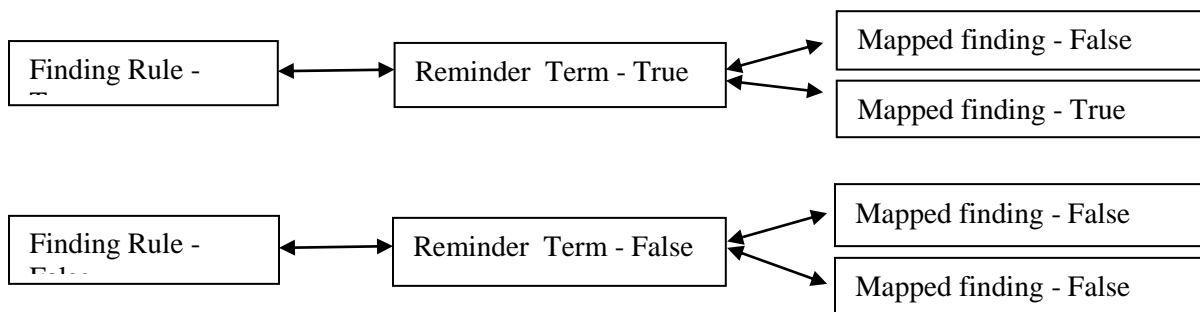 Mapped finding - False
Finding Rule -
Reminder Term - True
Mapped finding - True
Mapped finding - False
Finding Rule -
Reminder Term - False
Mapped finding - False